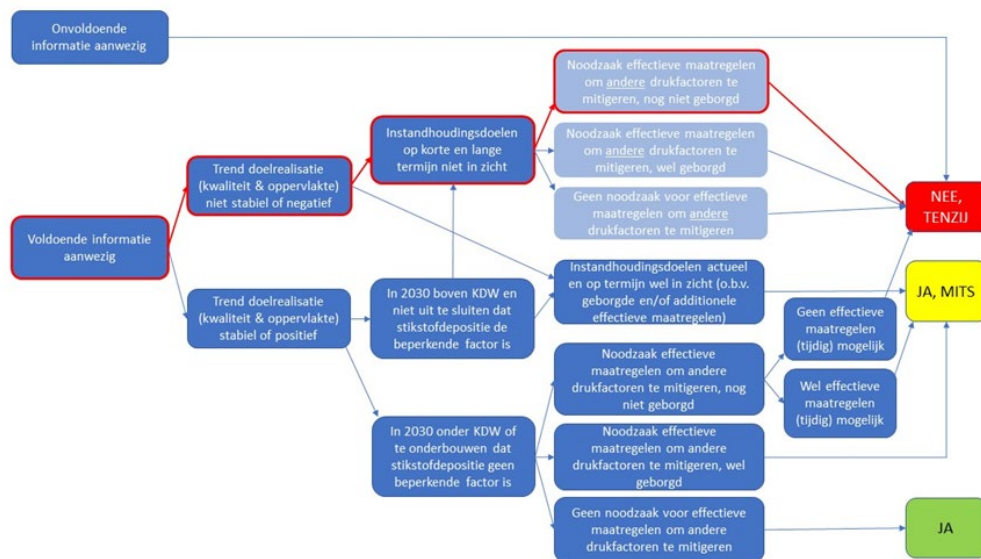 Onvoldoende
informatie aanwezig
Voldoende informatie
aanwezig
Trend doelrealisatie
(kwaliteit & oppervlakte)
niet stabiel of negatief
Trend doelrealisatie
(kwaliteit & oppervlakte)
stabiel of positief
Instandhoudingsdoelen
op korte en lange
termijn niet in zicht
In 2030 boven KDW en
niet uit te sluiten dat
stikstofdepositie de
beperkende factor is
In 2030 onder KDW of
te onderbouwen dat
stikstofdepositie geen
beperkende factor is
Noodzaak effectieve maatregelen
om andere drukfactoren te
mitigeren, nog niet geborgd
Noodzaak effectieve maatregelen
om andere drukfactoren te
mitigeren, wel geborgd
Geen noodzaak voor effectieve
maatregelen om andere
drukfactoren te mitigeren
Instandhoudingsdoelen actueel
en op termijn wel in zicht (o.b.v.
geborgde en/of additionele
effectieve maatregelen)
Noodzaak effectieve
maatregelen om andere
drukfactoren te mitigeren, nog
niet geborgd
Noodzaak effectieve
maatregelen om andere
drukfactoren te mitigeren, wel
geborgd
Geen noodzaak voor effectieve
maatregelen om andere
drukfactoren te mitigeren
Geen effectieve
maatregelen
(tijdig) mogelijk
Wel effectieve
maatregelen
(tijdig) mogelijk
NEE,
TENZIJ
JA, MITS
JA